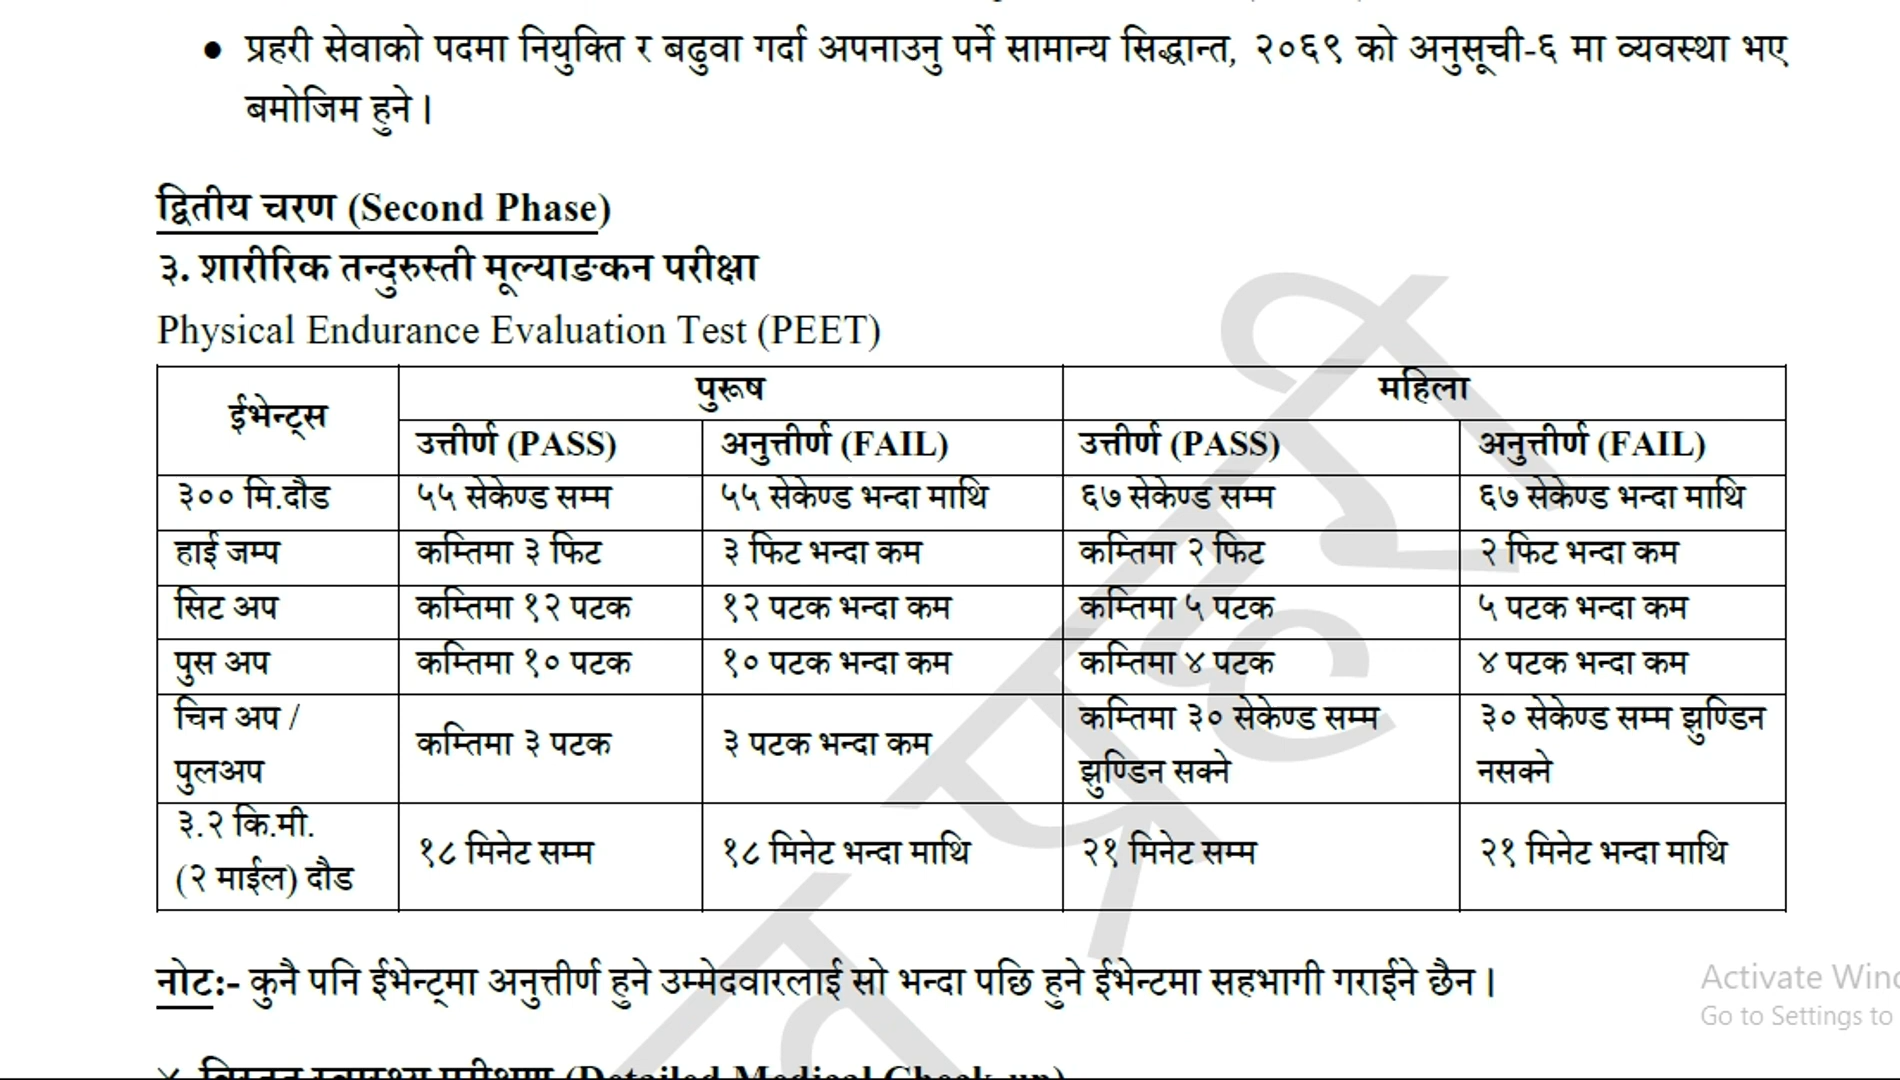 • प्रहरी सेवाको पदमा नियुक्ति र बढुवा गर्दा अपनाउनु पर्ने सामान्य सिद्धान्त, २०६९ को अनुसूची-६ मा व्यवस्था भए
बमोजिम हुने।
द्वितीय चरण (Second Phase)
३. शारीरिक तन्दुरुस्ती मूल्याङकन परीक्षा
Physical Endurance Evaluation Test (PEET)
ईभेन्ट्स पुरूष महिला
उत्तीर्ण (PASS) अनुत्तीर्ण (FAIL) उत्तीर्ण (PASS) अनुत्तीर्ण (FAIL)
३०० मि.दौड ५५ सेकेण्ड सम्म ५५ सेकेण्ड भन्दा माथि ६७ सेकेण्ड सम्म ६७ सेकेण्ड भन्दा माथि
हाई जम्प कम्तिमा ३ फिट ३ फिट भन्दा कम कम्तिमा २ फिट २ फिट भन्दा कम
सिट अप कम्तिमा १२ पटक १२ पटक भन्दा कम कम्तिमा ५ पटक ५ पटक भन्दा कम
पुस अप कम्तिमा १० पटक १० पटक भन्दा कम कम्तिमा ४ पटक ४ पटक भन्दा कम
चिन अप / कम्तिमा ३० सेकेण्ड सम्म ३० सेकेण्ड सम्म झुण्डिन
पुलअप कम्तिमा ३ पटक ३ पटक भन्दा कम झुण्डिन सक्ने नसक्ने
३.२ कि.मी.
(२ माईल) दौड १८ मिनेट सम्म १८ मिनेट भन्दा माथि २१ मिनेट सम्म २१ मिनेट भन्दा माथि
नोट:- कुनै पनि ईभेन्ट्मा अनुत्तीर्ण हुने उम्मेदवारलाई सो भन्दा पछि हुने ईभेन्टमा सहभागी गराईने छैन।
Activate Wind
Go to Settings to
(Detailed Medical Check-up)